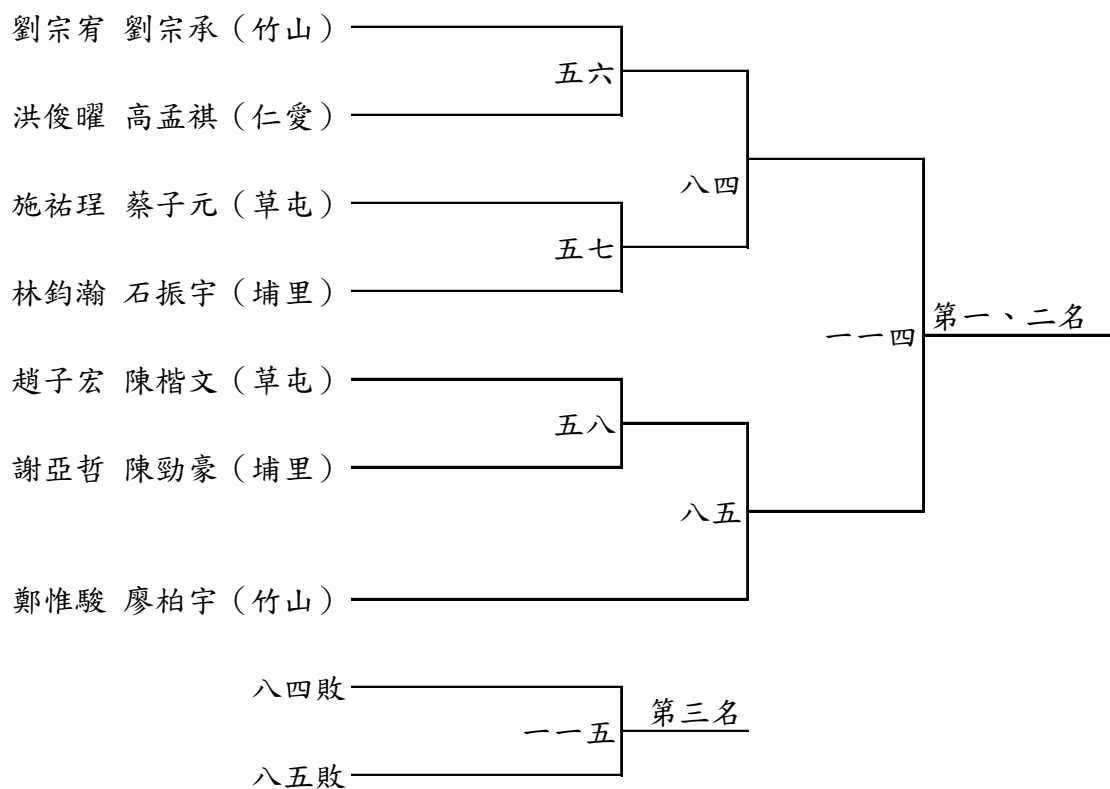 劉宗宥 劉宗承（竹山）
五六
洪俊曜 高孟祺（仁愛）
八四
施祐珵 蔡子元（草屯）
五七
林鈞瀚 石振宇（埔里）
一一四
第一、二名
趙子宏 陳楷文（草屯）
五八
謝亞哲 陳勁豪（埔里）
八五
鄭惟駿 廖柏宇（竹山）
八四敗
一一五
第三名
八五敗